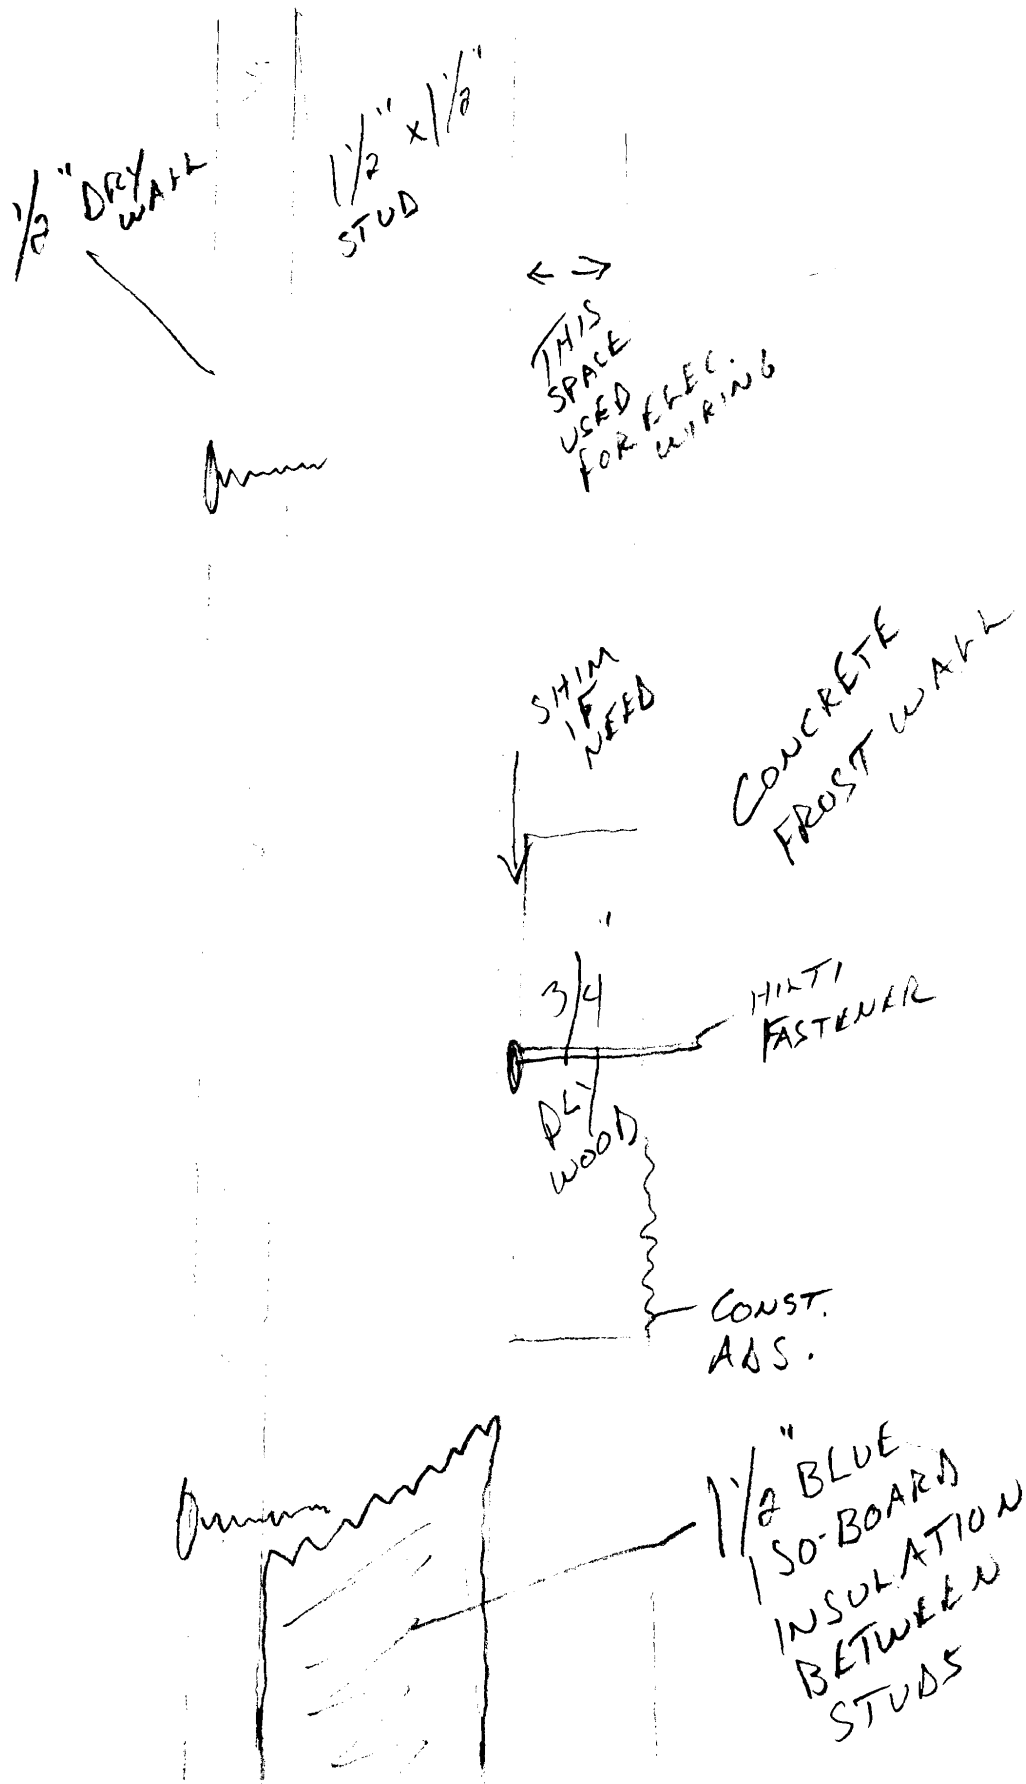 1/2" DRY
WALL
1 1/2" x 1 1/2"
STUD
THIS
SPACE
USED
FOR ELEC.
WIRING
SHIM
IF
NEED
CONCRETE
FROST WALL
3/4"
PLY
WOOD
HILTI
FASTENER
CONST.
ADS.
1 1/2" BLUE
ISO-BOARD
INSULATION
BETWEEN
STUDS